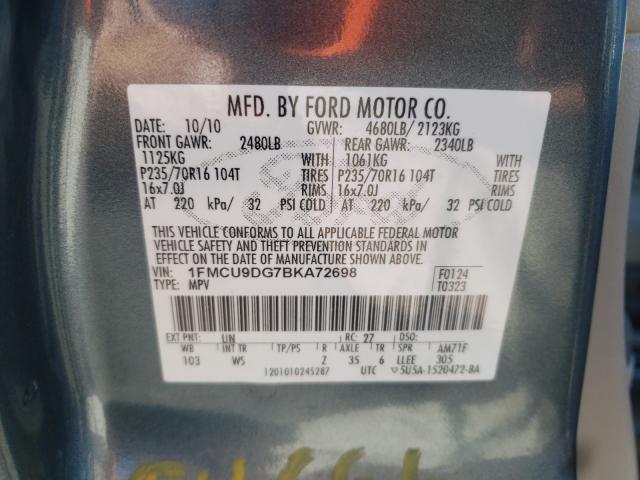 MFD. BY FORD MOTOR CO.
DATE: 10/10 GVWR: 4680LB/ 2123KG
FRONT GAWR: 2480LB REAR GAWR: 2340LB
1125KG WITH 1061KG WITH
P235/70R16 104T TIRES P235/70R16 104T TIRES
16x7.0J RIMS 16x7.0J RIMS
AT 220 kPa/ 32 PSI COLD AT 220 kPa/ 32 PSI COLD
THIS VEHICLE CONFORMS TO ALL APPLICABLE FEDERAL MOTOR
VEHICLE SAFETY AND THEFT PREVENTION STANDARDS IN
EFFECT ON THE DATE OF MANUFACTURE SHOWN ABOVE.
VIN: 1FMCU9DG7BKA72698 F0124
TYPE: MPV T0323
EXT PNT: UN RC: 27 DSO:
WB INT TR TP/PS R AXLE TR SPR AM71F
103 WS Z 35 6 LLEE 305
1201010245287 UTC 5U5A-1520472-BA